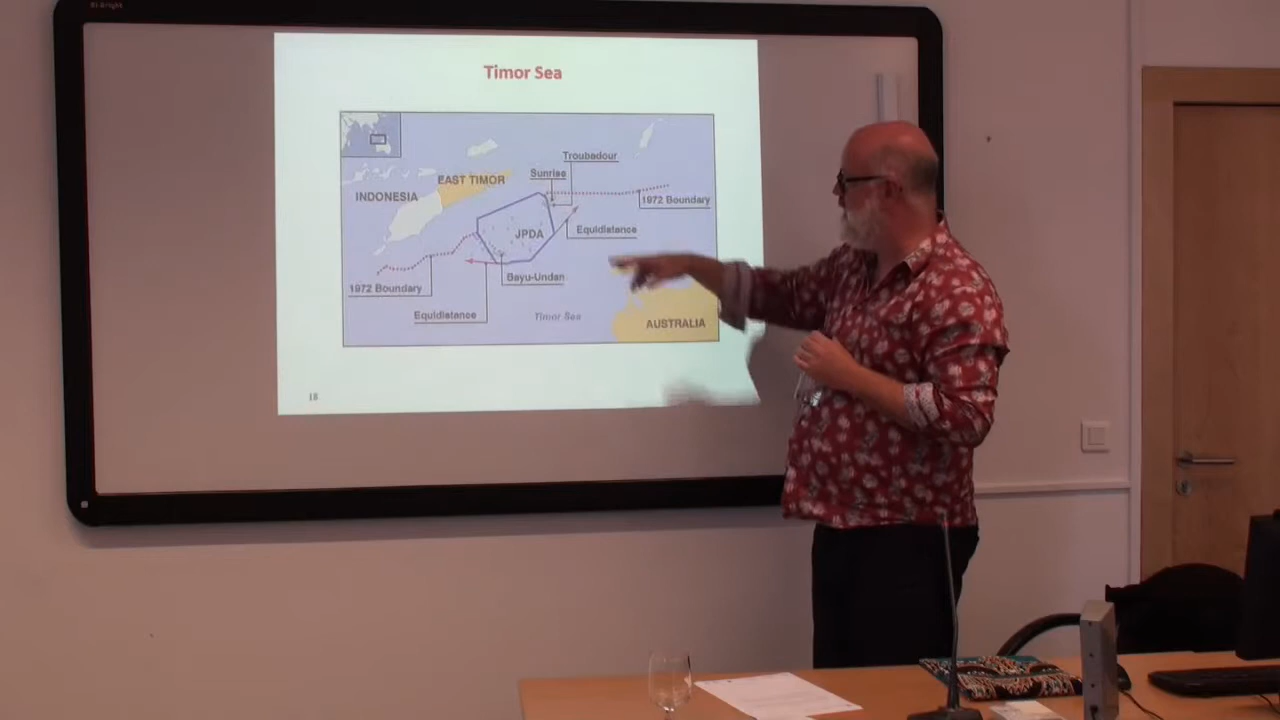 Timor Sea
Troubadour
Sunrise
EAST TIMOR
INDONESIA
1972 Boundary
JPDA
Equidistance
Bayu-Undan
1972 Boundary
Equidistance
Timor Sea
AUSTRALIA
18